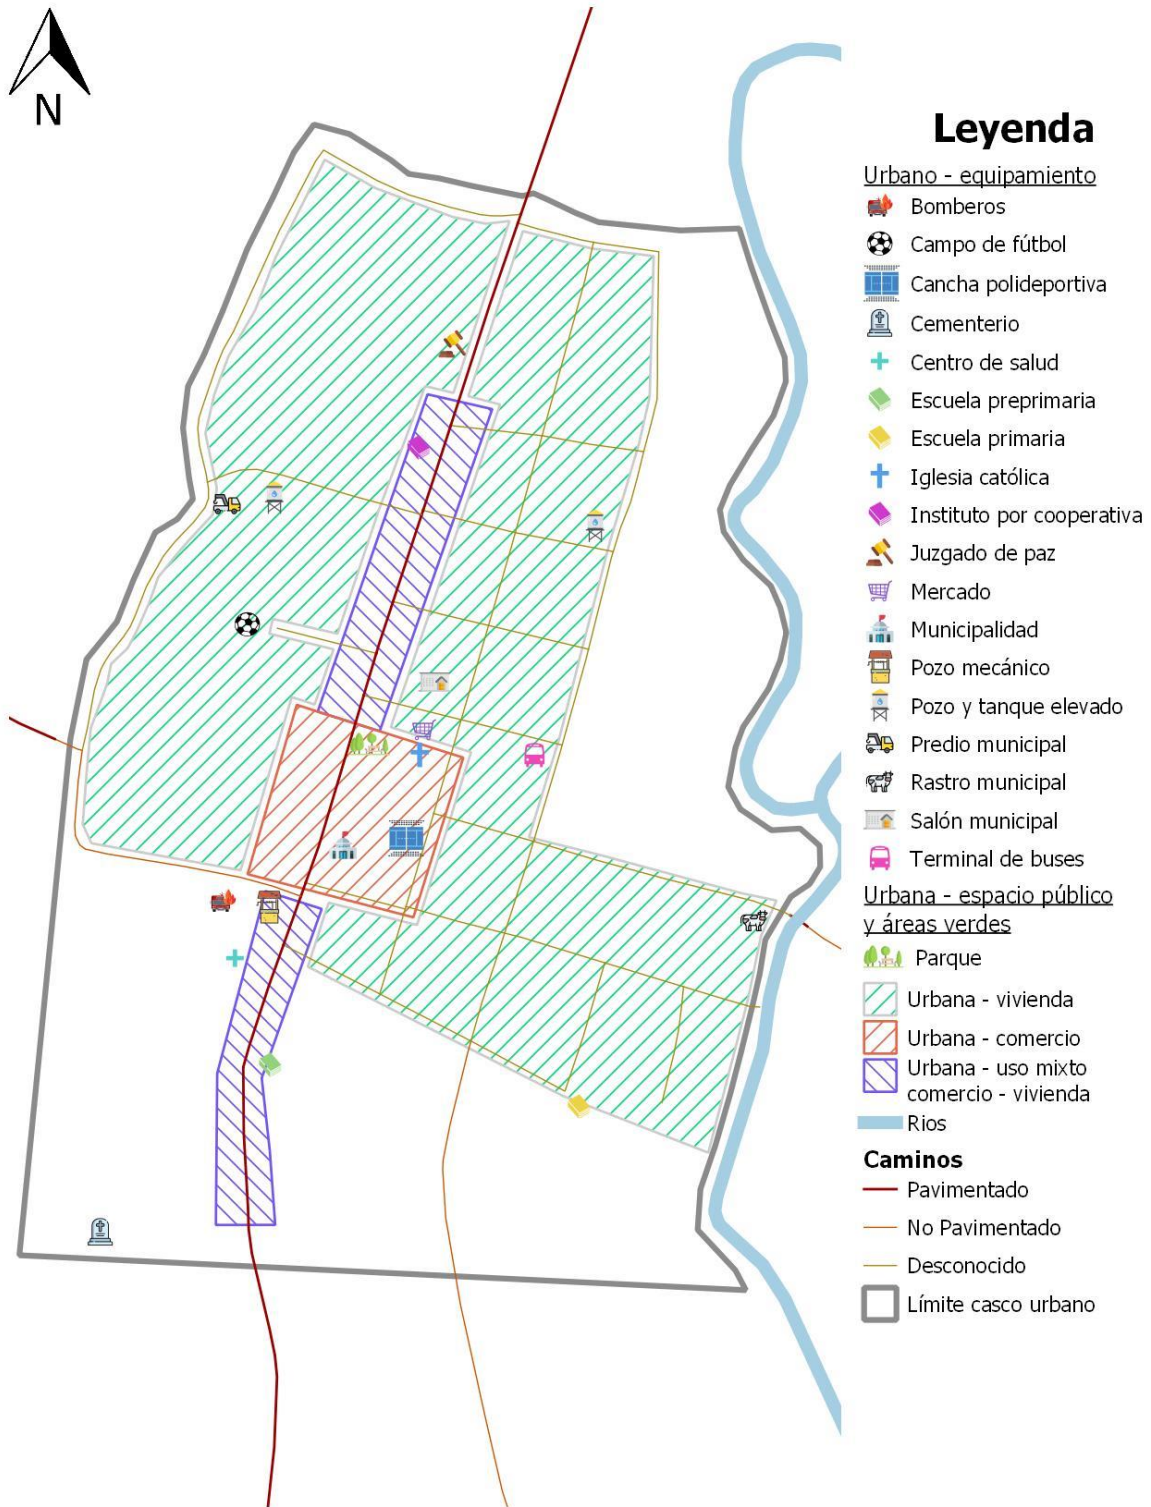 N
Leyenda
Urbano - equipamiento
Bomberos
Campo de fútbol
Cancha polideportiva
Cementerio
Centro de salud
Escuela preprimaria
Escuela primaria
Iglesia católica
Instituto por cooperativa
Juzgado de paz
Mercado
Municipalidad
Pozo mecánico
Pozo y tanque elevado
Predio municipal
Rastro municipal
Salón municipal
Terminal de buses
Urbana - espacio público
y áreas verdes
Parque
Urbana - vivienda
Urbana - comercio
Urbana - uso mixto
comercio - vivienda
Rios
Caminos
Pavimentado
No Pavimentado
Desconocido
Límite casco urbano